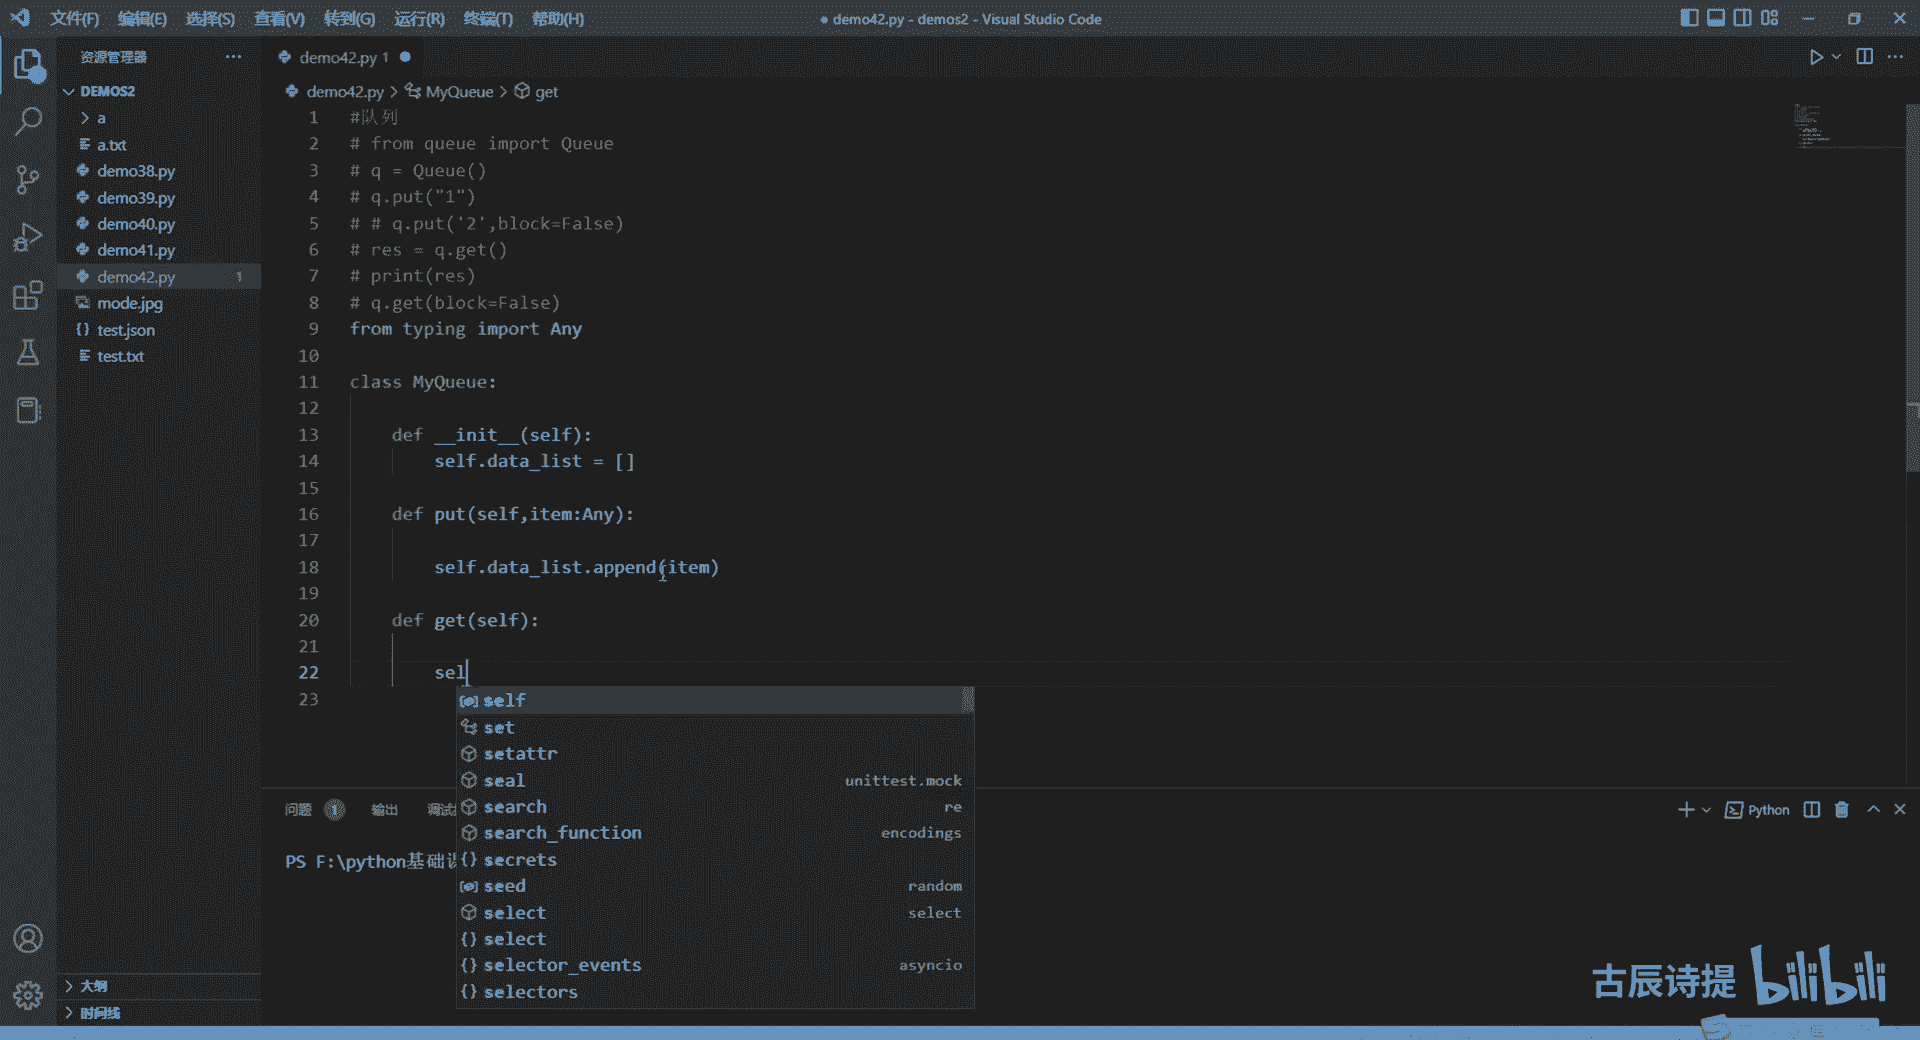 文件(F) 编辑(E) 选择(S) 查看(V) 转到(G) 运行(R) 终端(T) 帮助(H)
● demo42.py - demos2 - Visual Studio Code
资源管理器
DEMOS2
a
a.txt
demo38.py
demo39.py
demo40.py
demo41.py
demo42.py 1
mode.jpg
test.json
test.txt
大纲
时间线
demo42.py 1
demo42.py > MyQueue > get
1 #队列
2 # from queue import Queue
3 # q = Queue()
4 # q.put("1")
5 # # q.put('2',block=False)
6 # res = q.get()
7 # print(res)
8 # q.get(block=False)
9 from typing import Any
10
11 class MyQueue:
12
13 def __init__(self):
14 self.data_list = []
15
16 def put(self,item:Any):
17
18 self.data_list.append(item)
19
20 def get(self):
21
22 sel
23
self
set
setattr
seal unittest.mock
search re
search_function encodings
secrets
seed random
select select
select
selector_events asyncio
selectors
问题 1 输出 调试
Python
PS F:\python基础
古辰诗提 bilibili